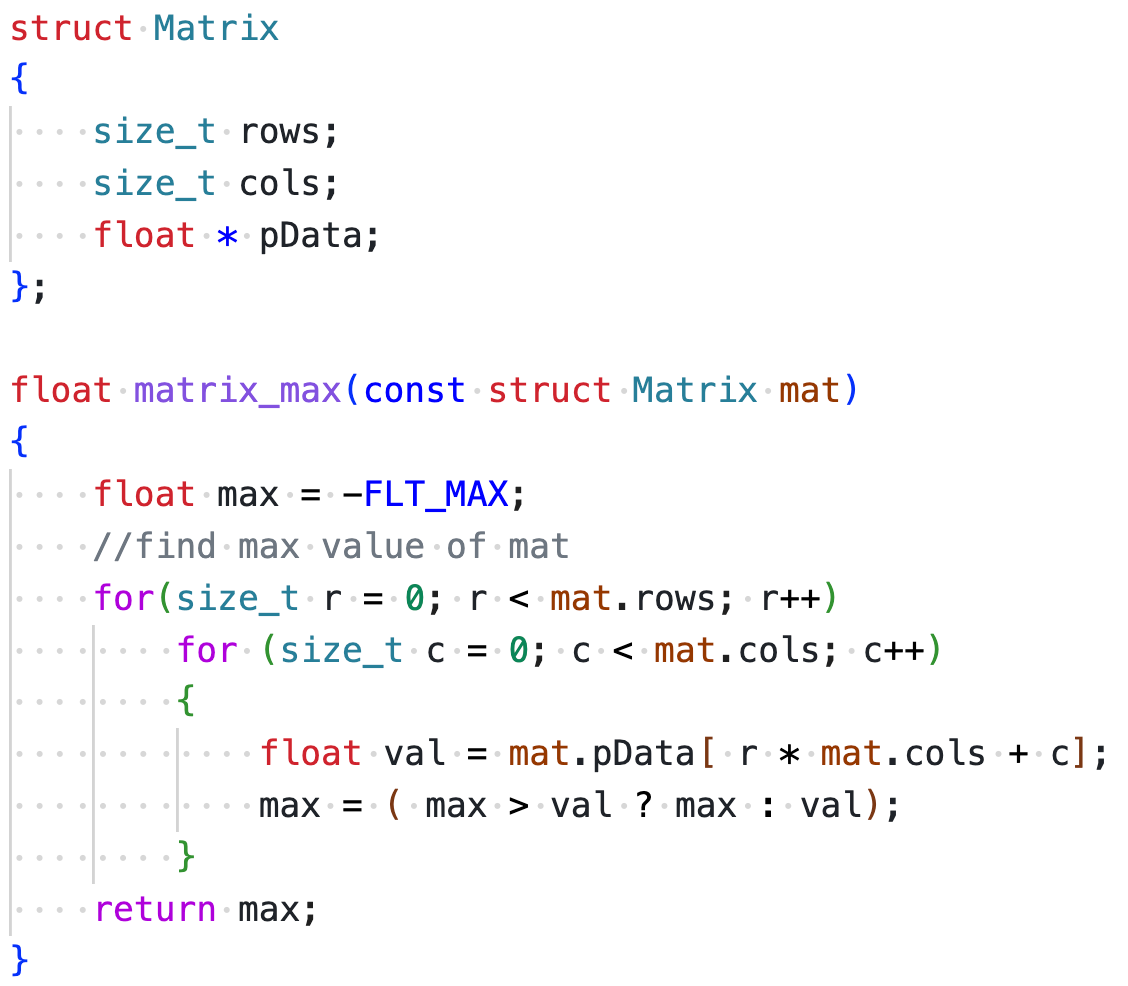 struct Matrix
{
    size_t rows;
    size_t cols;
    float * pData;
};

float matrix_max(const struct Matrix mat)
{
    float max = -FLT_MAX;
    //find max value of mat
    for(size_t r = 0; r < mat.rows; r++)
        for (size_t c = 0; c < mat.cols; c++)
        {
            float val = mat.pData[ r * mat.cols + c];
            max = ( max > val ? max : val);
        }
    return max;
}